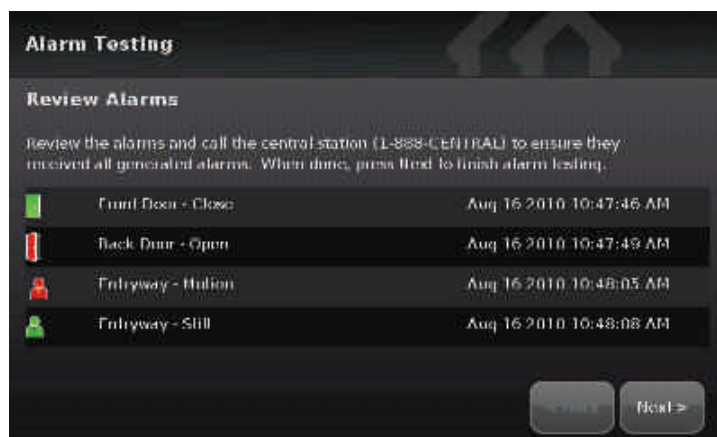 Alarm Testing
Review Alarms
Review the alarms and call the central station (1-888-CENTRAL) to ensure they
received all generated alarms. When done, press Next to finish alarm testing.
Front Door - Close Aug 16 2010 10:47:46 AM
Back Door - Open Aug 16 2010 10:47:49 AM
Entryway - Motion Aug 16 2010 10:48:05 AM
Entryway - Still Aug 16 2010 10:48:08 AM
Next >